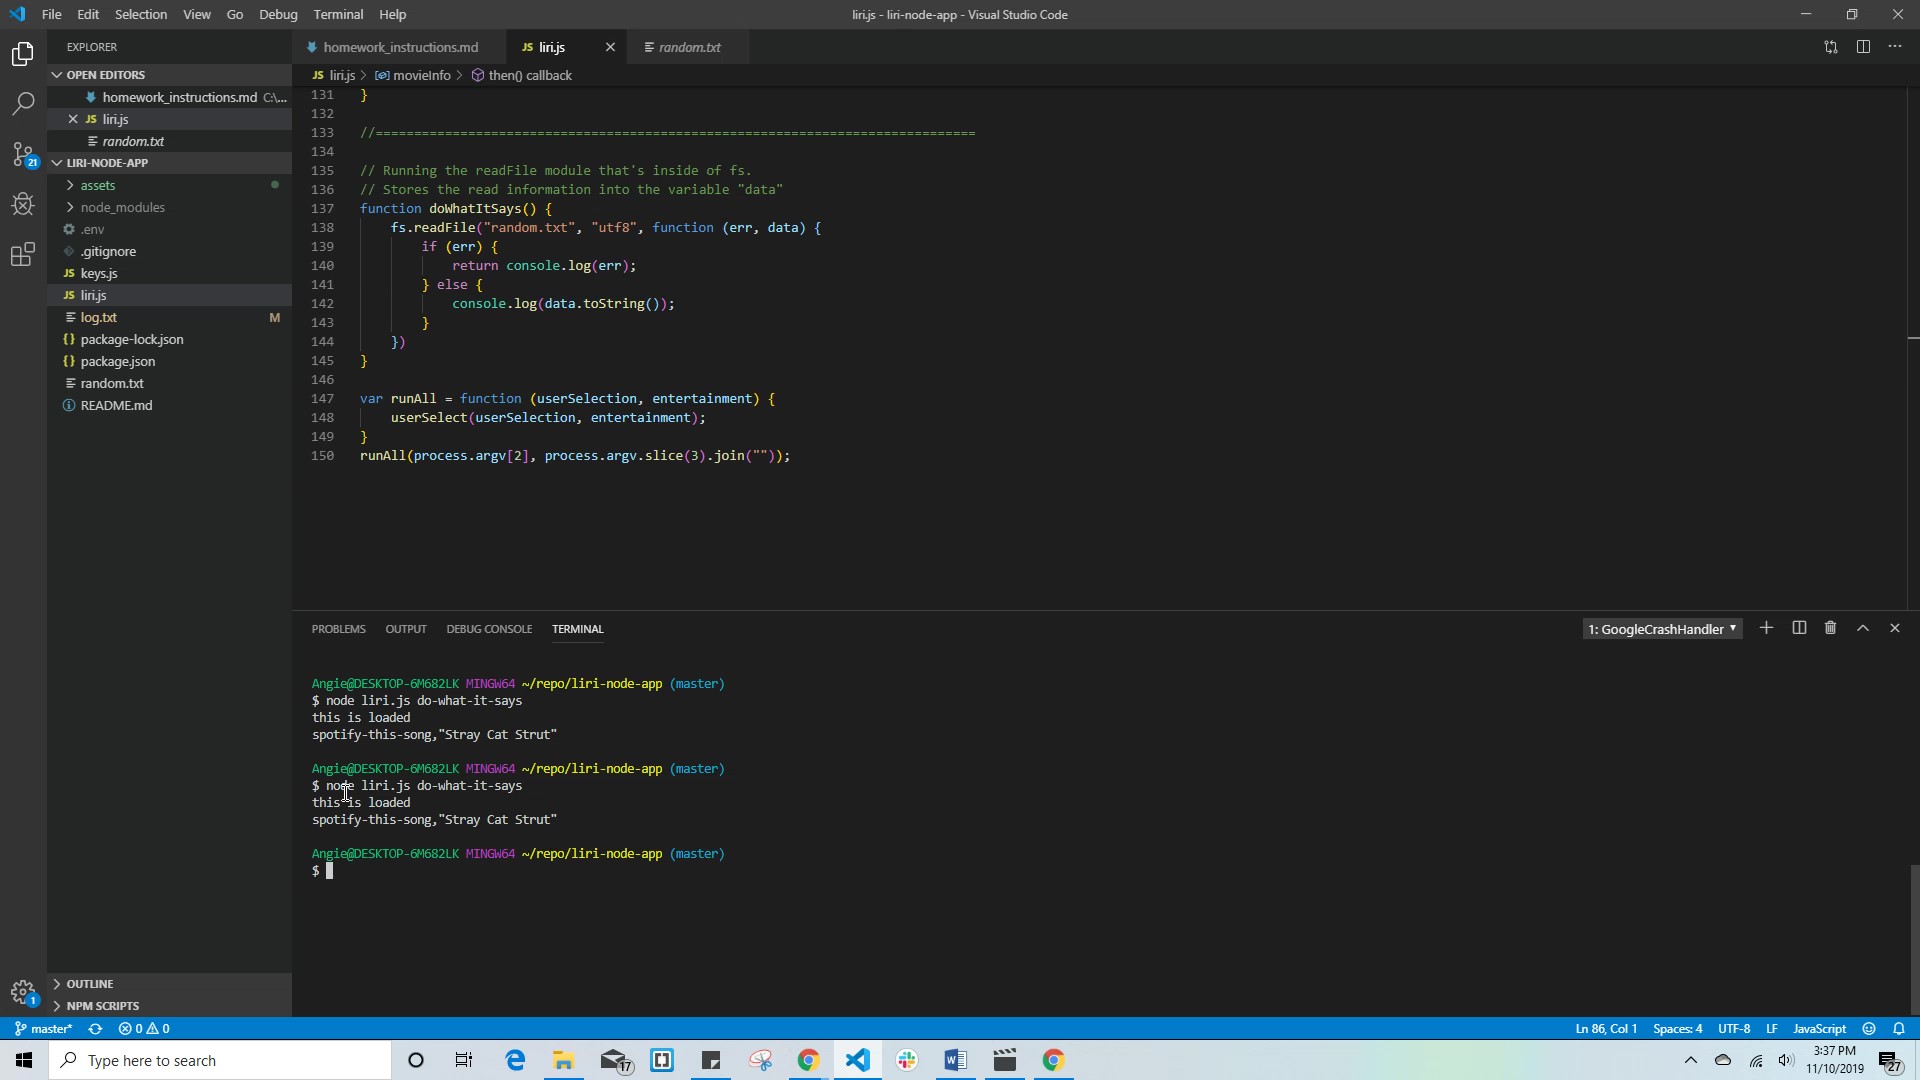 File Edit Selection View Go Debug Terminal Help
liri.js - liri-node-app - Visual Studio Code
EXPLORER
OPEN EDITORS
homework_instructions.md C:\...
JS liri.js
random.txt
LIRI-NODE-APP
assets
node_modules
.env
.gitignore
JS keys.js
JS liri.js
log.txt M
{} package-lock.json
{} package.json
random.txt
README.md
OUTLINE
NPM SCRIPTS
21
1
homework_instructions.md JS liri.js random.txt
JS liri.js > movieInfo > then() callback
131 }
132
133 //==============================================================================
134
135 // Running the readFile module that's inside of fs.
136 // Stores the read information into the variable "data"
137 function doWhatItSays() {
138 fs.readFile("random.txt", "utf8", function (err, data) {
139 if (err) {
140 return console.log(err);
141 } else {
142 console.log(data.toString());
143 }
144 })
145 }
146
147 var runAll = function (userSelection, entertainment) {
148 userSelect(userSelection, entertainment);
149 }
150 runAll(process.argv[2], process.argv.slice(3).join(""));
PROBLEMS OUTPUT DEBUG CONSOLE TERMINAL
1: GoogleCrashHandler
Angie@DESKTOP-6M682LK MINGW64 ~/repo/liri-node-app (master)
$ node liri.js do-what-it-says
this is loaded
spotify-this-song,"Stray Cat Strut"
Angie@DESKTOP-6M682LK MINGW64 ~/repo/liri-node-app (master)
$ node liri.js do-what-it-says
this is loaded
spotify-this-song,"Stray Cat Strut"
Angie@DESKTOP-6M682LK MINGW64 ~/repo/liri-node-app (master)
$
master* 0 0
Ln 86, Col 1 Spaces: 4 UTF-8 LF JavaScript
Type here to search
17
3:37 PM
11/10/2019
27